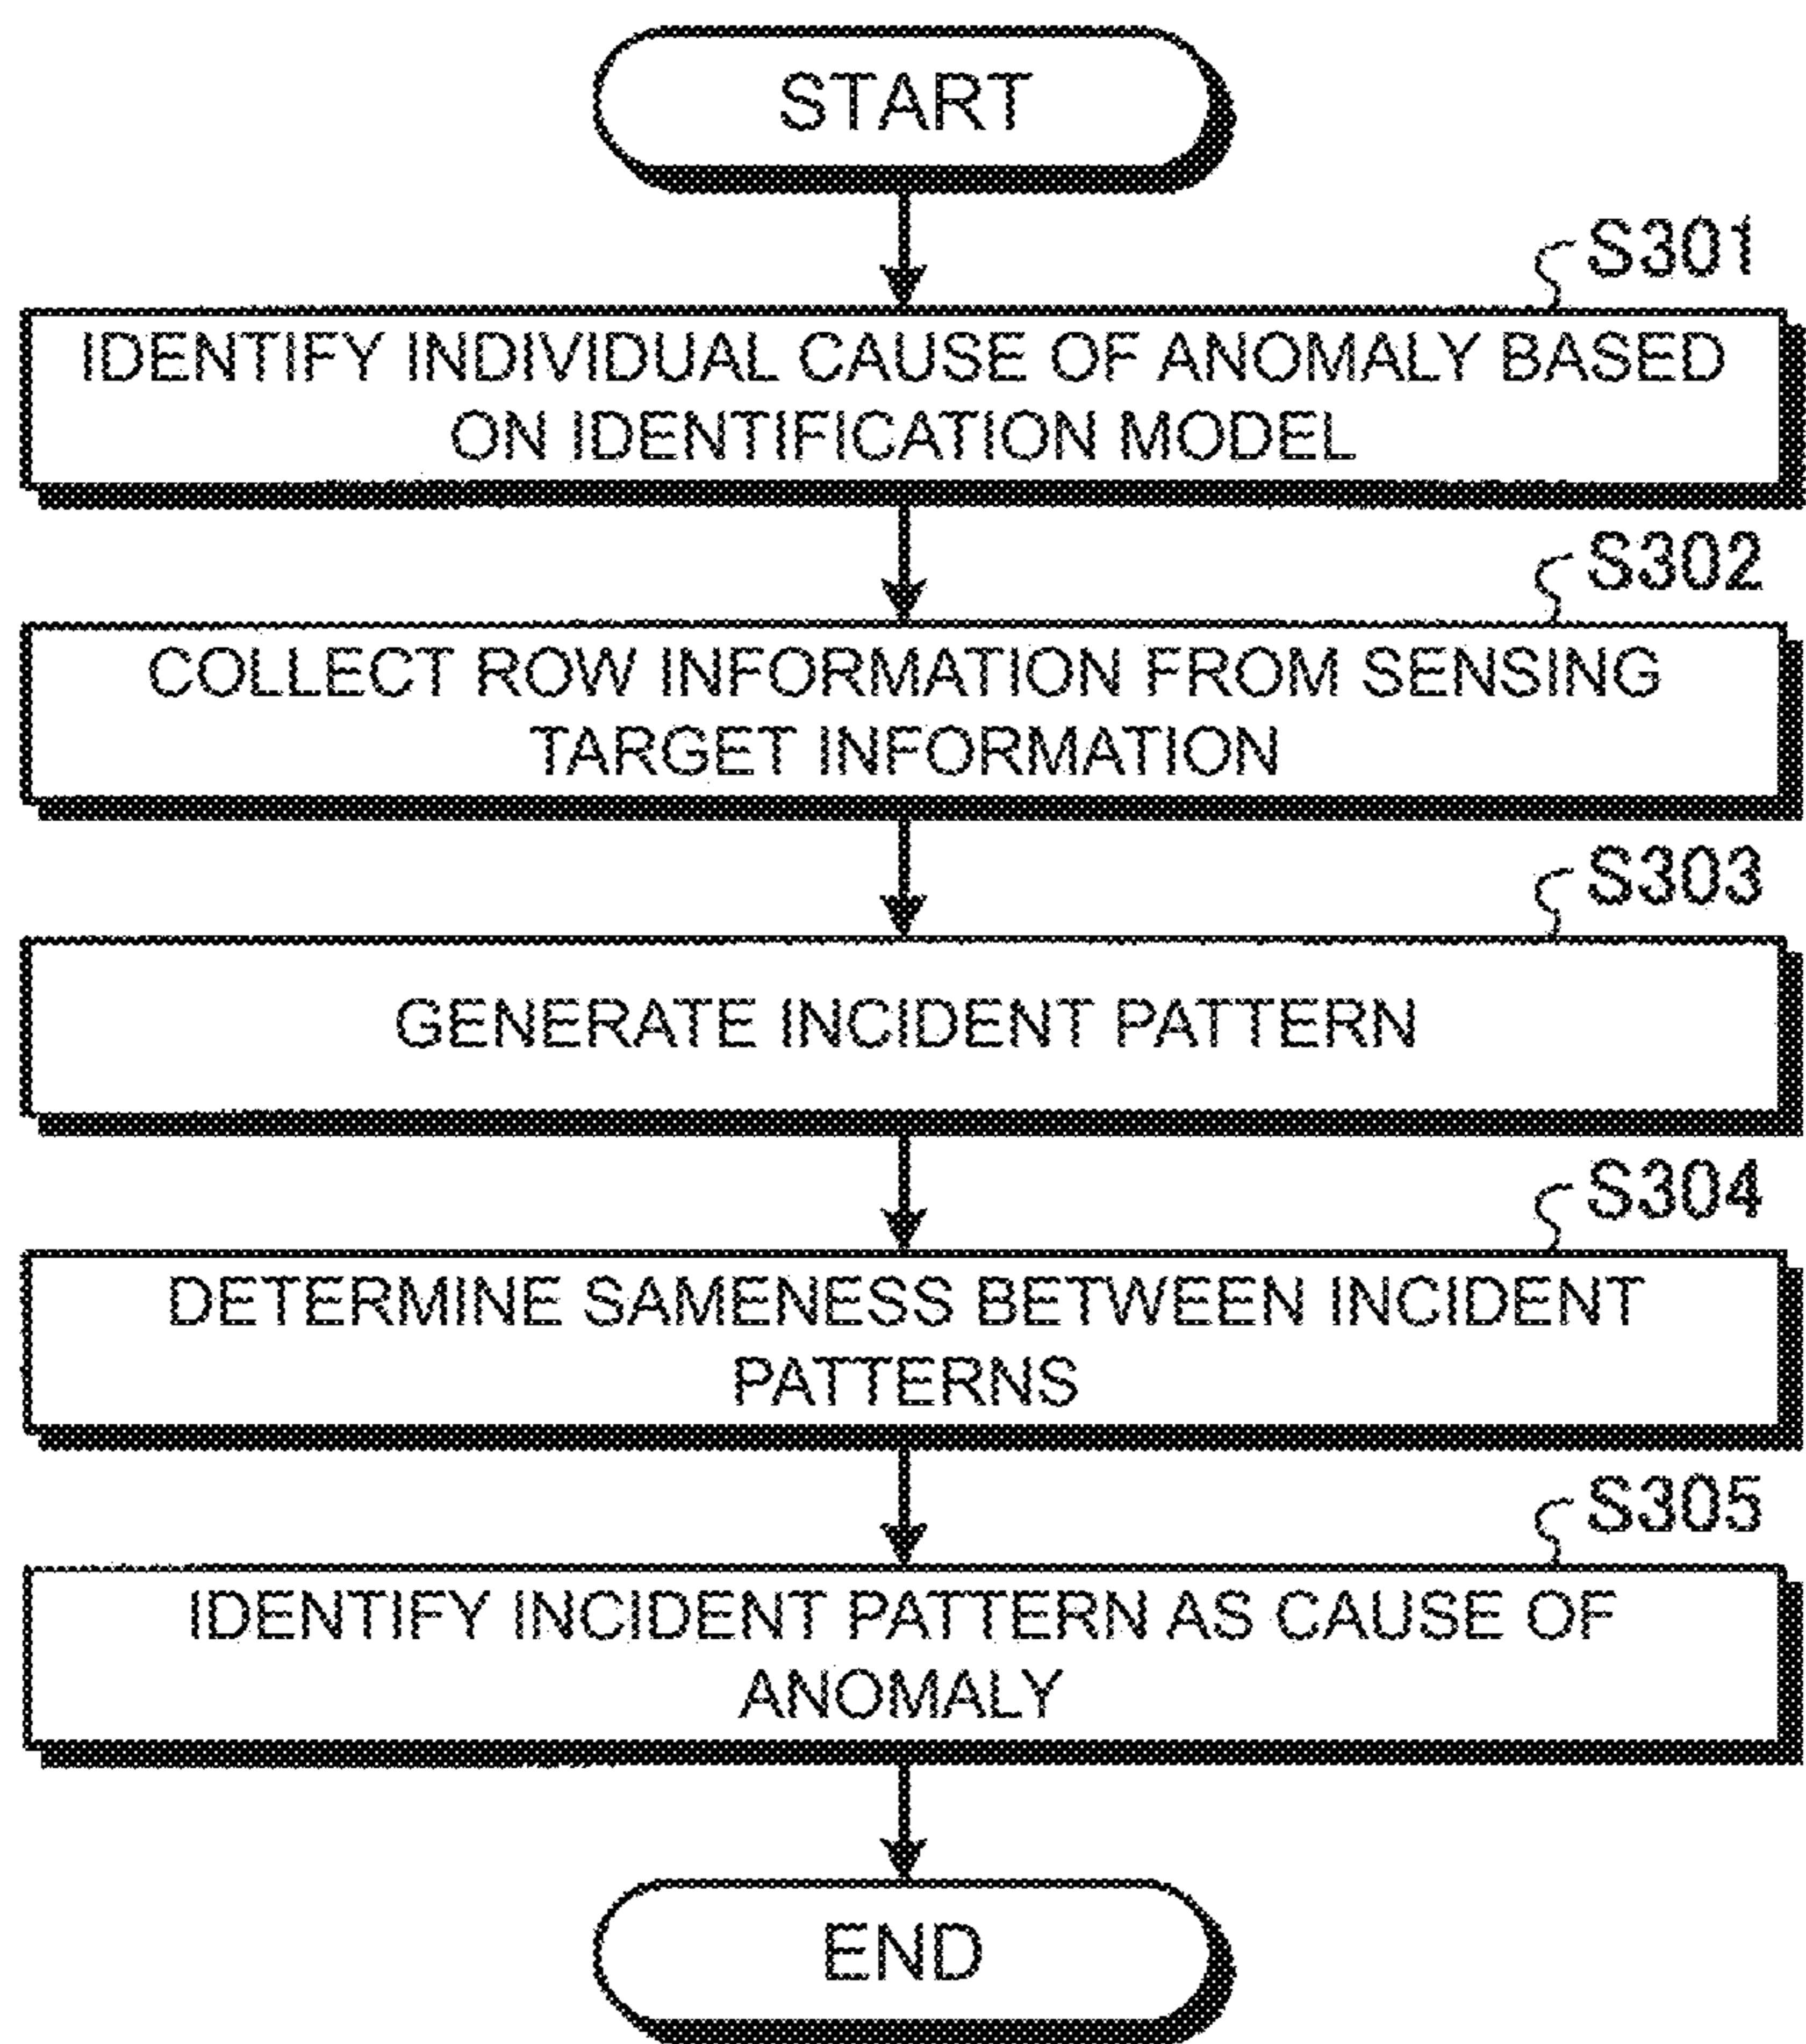 START
S301
IDENTIFY INDIVIDUAL CAUSE OF ANOMALY BASED
ON IDENTIFICATION MODEL
S302
COLLECT ROW INFORMATION FROM SENSING
TARGET INFORMATION
S303
GENERATE INCIDENT PATTERN
S304
DETERMINE SAMENESS BETWEEN INCIDENT
PATTERNS
S305
IDENTIFY INCIDENT PATTERN AS CAUSE OF
ANOMALY
END